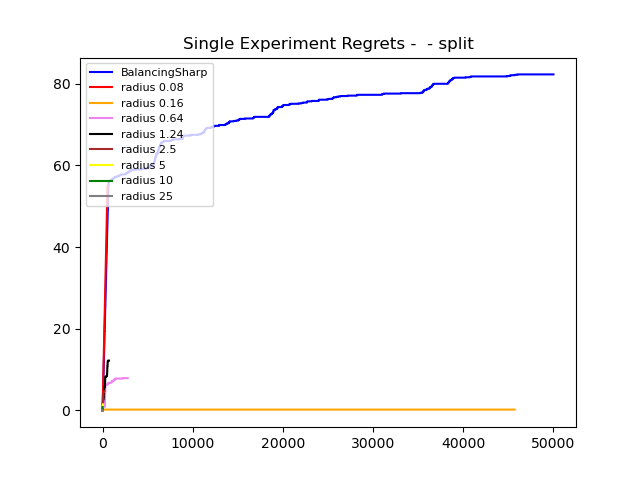 Single Experiment Regrets -  - split
BalancingSharp
radius 0.08
radius 0.16
radius 0.64
radius 1.24
radius 2.5
radius 5
radius 10
radius 25
80
60
40
20
0
0 10000 20000 30000 40000 50000